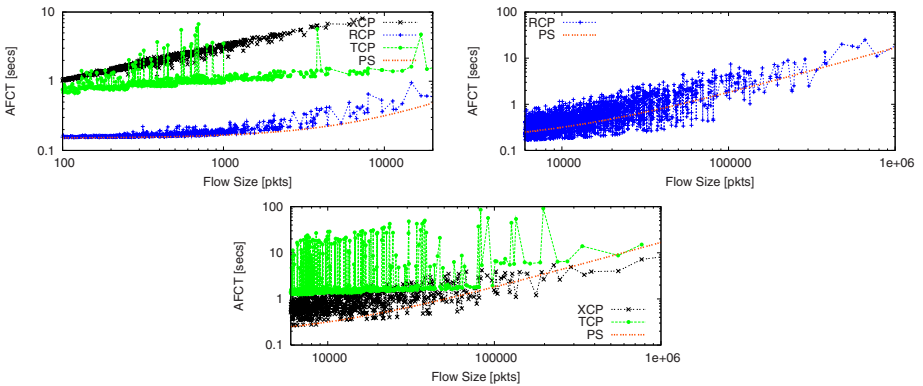 10
1
0.1
AFCT [secs]
100
1000
10000
Flow Size [pkts]
XCP
RCP
TCP
PS
100
10
1
0.1
AFCT [secs]
10000
100000
1e+06
Flow Size [pkts]
RCP
PS
100
10
1
0.1
AFCT [secs]
10000
100000
1e+06
Flow Size [pkts]
XCP
TCP
PS